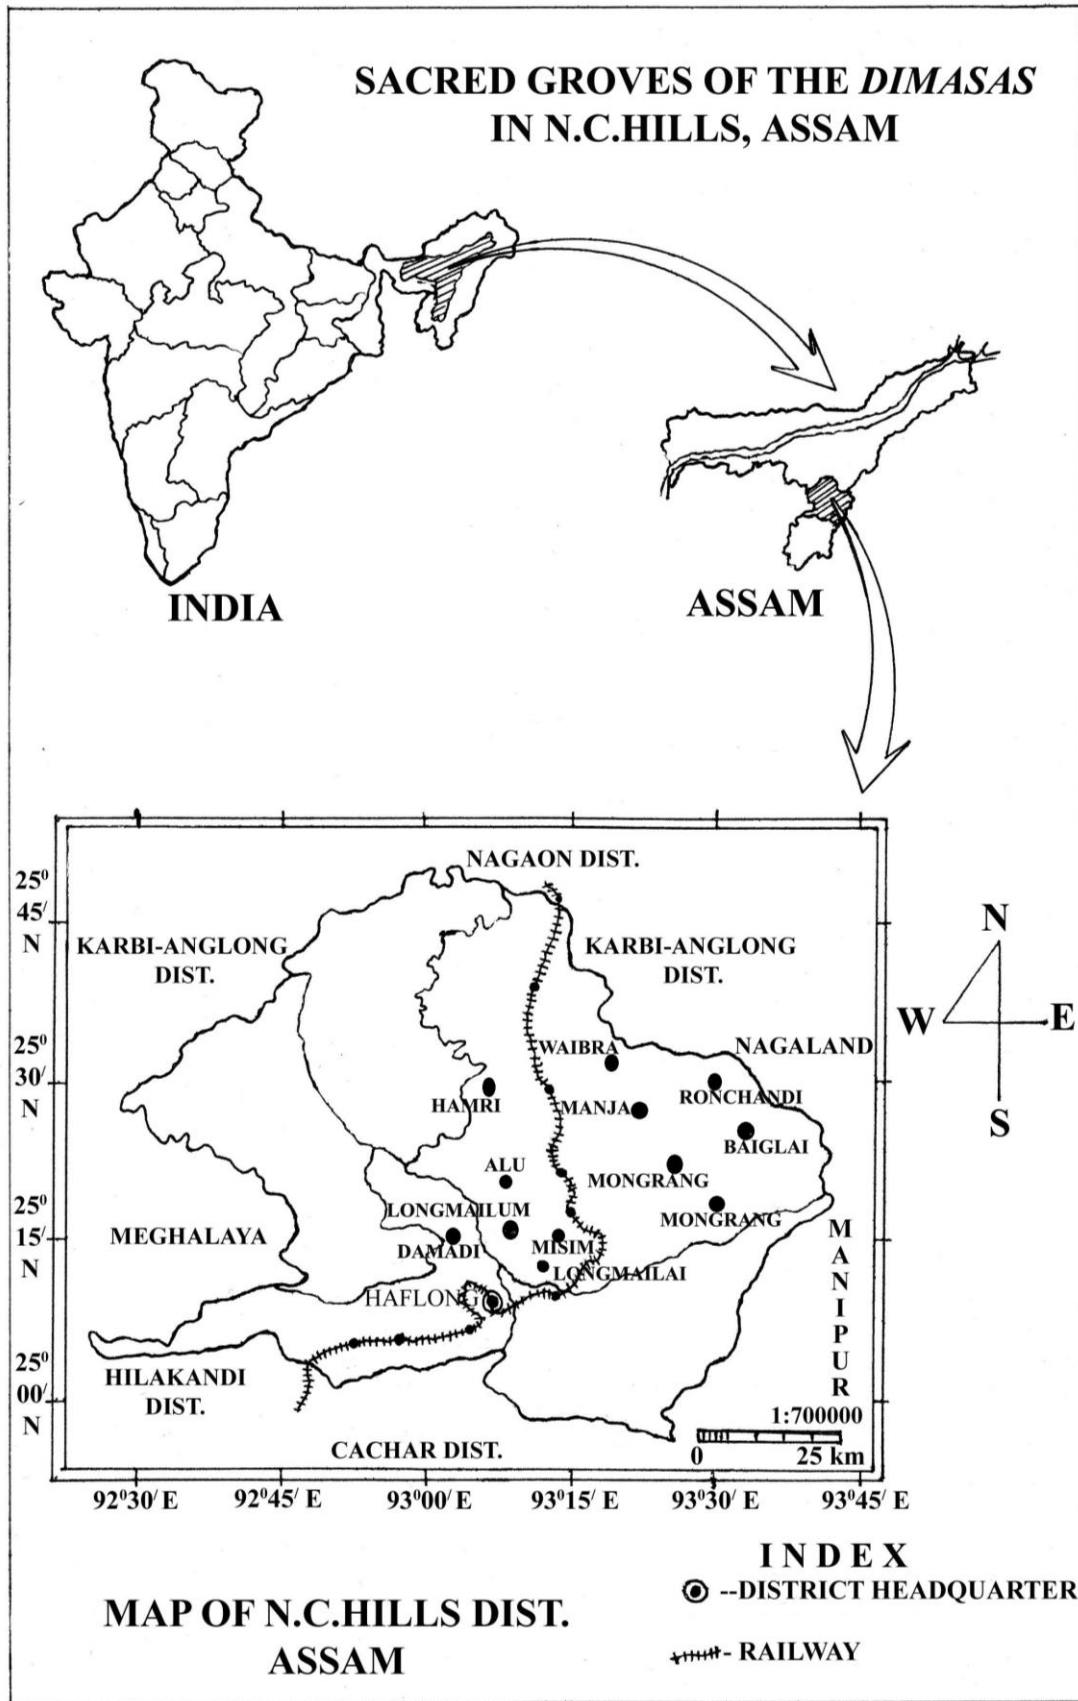 SACRED GROVES OF THE DIMASAS
IN N.C.HILLS, ASSAM
INDIA
ASSAM
NAGAON DIST.
25⁰
45/
N
KARBI-ANGLONG
DIST.
KARBI-ANGLONG
DIST.
N
W
E
S
25⁰
30/
N
WAIBRA
NAGALAND
HAMRI
MANJA
RONCHANDI
BAIGLAI
ALU
MONGRANG
25⁰
15/
N
LONGMAILUM
MONGRANG
MEGHALAYA
DAMADI
MISIM
LONGMAILAI
MANIPUR
HAFLONG
25⁰
00/
N
HILAKANDI
DIST.
1:700000
0 25 km
CACHAR DIST.
92⁰30/ E 92⁰45/ E 93⁰00/ E 93⁰15/ E 93⁰30/ E 93⁰45/ E
I N D E X
--DISTRICT HEADQUARTER
- RAILWAY
MAP OF N.C.HILLS DIST.
ASSAM